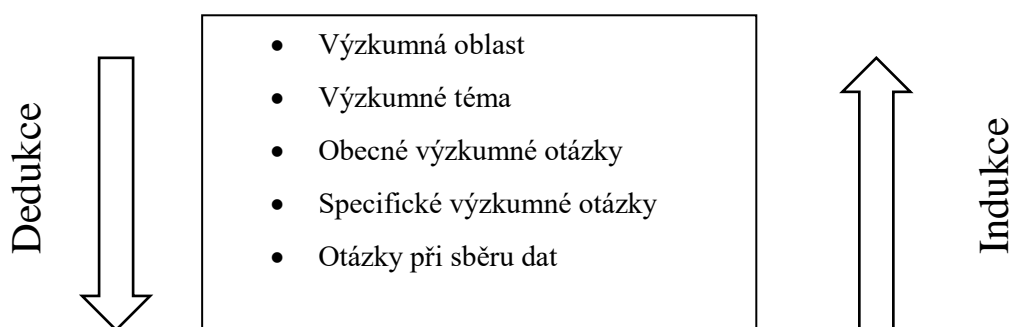 Dedukce
• Výzkumná oblast
• Výzkumné téma
• Obecné výzkumné otázky
• Specifické výzkumné otázky
• Otázky při sběru dat
Indukce